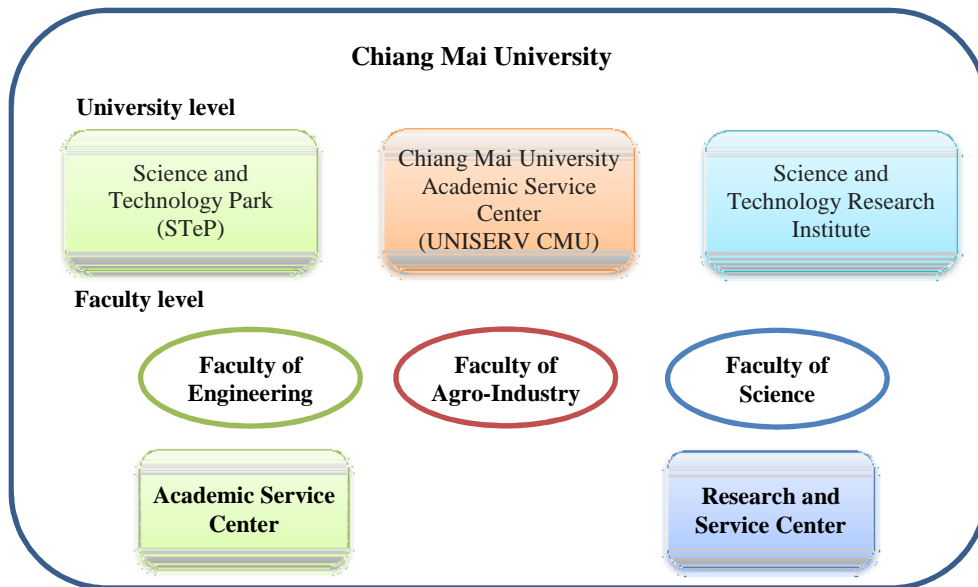 Chiang Mai University
University level
Science and
Technology Park
(STeP)
Chiang Mai University
Academic Service
Center
(UNISERV CMU)
Science and
Technology Research
Institute
Faculty level
Faculty of
Engineering
Faculty of
Agro-Industry
Faculty of
Science
Academic Service
Center
Research and
Service Center